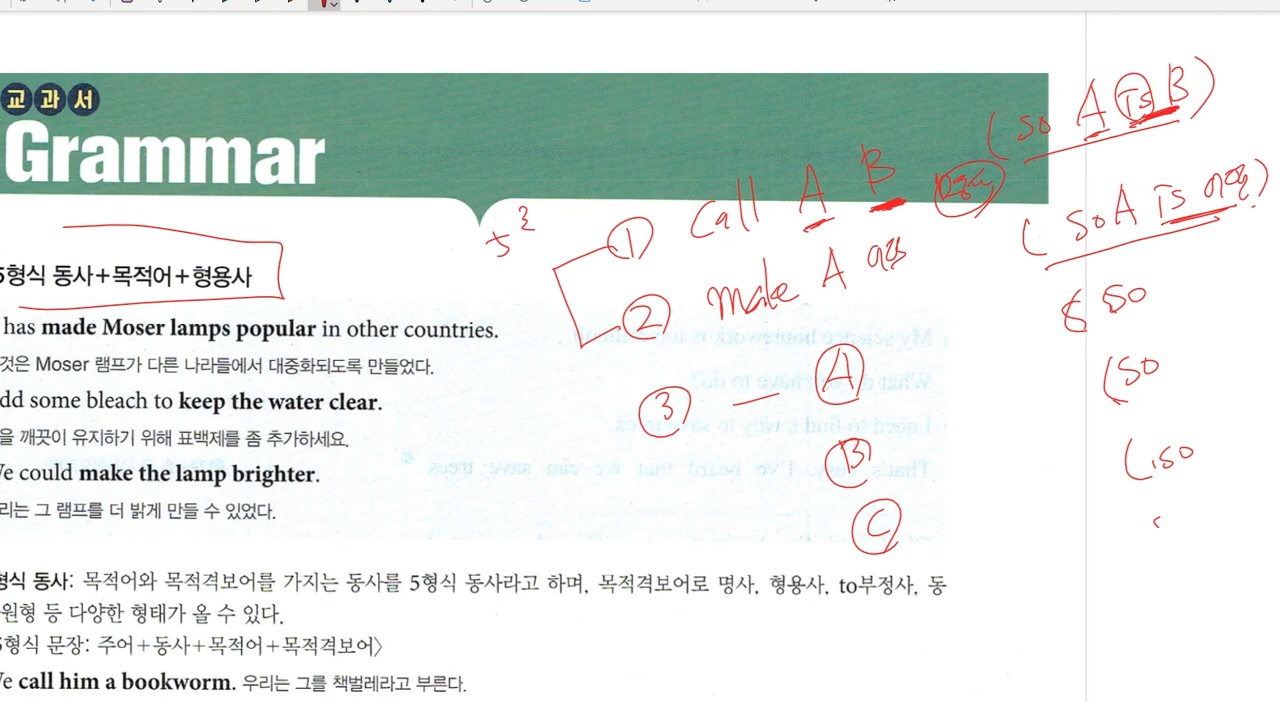 교과서
Grammar
(so A is B)
① call A B
(so A is 어떤?)
5²
② make A
5형식 동사+목적어+형용사
( so
has made Moser lamps popular in other countries.
것은 Moser 램프가 다른 나라들에서 대중화되도록 만들었다.
③ — Ⓐ
(so
dd some bleach to keep the water clear.
을 깨끗이 유지하기 위해 표백제를 좀 추가하세요.
Ⓑ
(so
e could make the lamp brighter.
리는 그 램프를 더 밝게 만들 수 있었다.
Ⓒ
형식 동사: 목적어와 목적격보어를 가지는 동사를 5형식 동사라고 하며, 목적격보어로 명사, 형용사, to부정사, 동
원형 등 다양한 형태가 올 수 있다.
5형식 문장: 주어+동사+목적어+목적격보어〉
e call him a bookworm. 우리는 그를 책벌레라고 부른다.